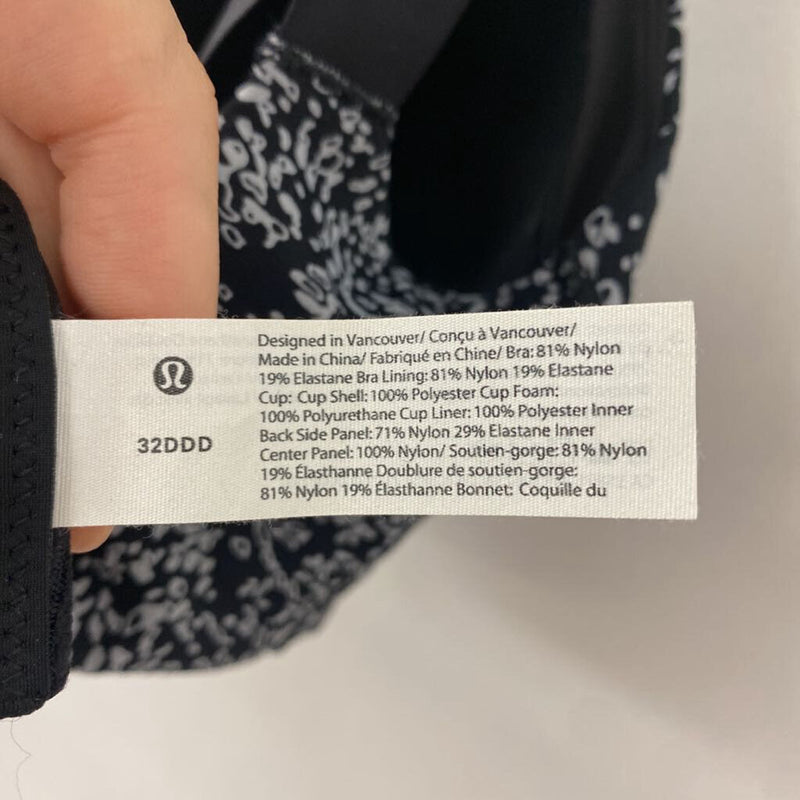 32DDD
Designed in Vancouver/ Conçu à Vancouver/
Made in China/ Fabriqué en Chine/ Bra: 81% Nylon
19% Elastane Bra Lining: 81% Nylon 19% Elastane
Cup: Cup Shell: 100% Polyester Cup Foam:
100% Polyurethane Cup Liner: 100% Polyester Inner
Back Side Panel: 71% Nylon 29% Elastane Inner
Center Panel: 100% Nylon/ Soutien-gorge: 81% Nylon
19% Élasthanne Doublure de soutien-gorge:
81% Nylon 19% Élasthanne Bonnet: Coquille du